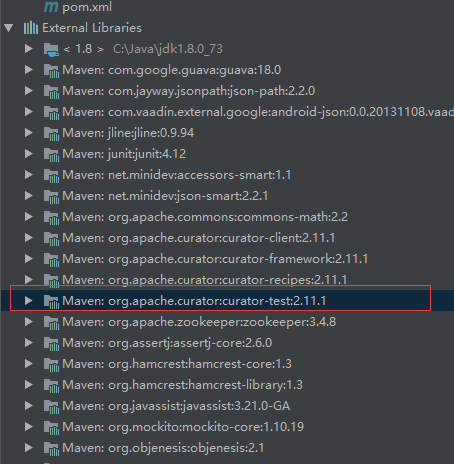 pom.xml
External Libraries
< 1.8 > C:\Java\jdk1.8.0_73
Maven: com.google.guava:guava:18.0
Maven: com.jayway.jsonpath:json-path:2.2.0
Maven: com.vaadin.external.google:android-json:0.0.20131108.vaad
Maven: jline:jline:0.9.94
Maven: junit:junit:4.12
Maven: net.minidev:accessors-smart:1.1
Maven: net.minidev:json-smart:2.2.1
Maven: org.apache.commons:commons-math:2.2
Maven: org.apache.curator:curator-client:2.11.1
Maven: org.apache.curator:curator-framework:2.11.1
Maven: org.apache.curator:curator-recipes:2.11.1
Maven: org.apache.curator:curator-test:2.11.1
Maven: org.apache.zookeeper:zookeeper:3.4.8
Maven: org.assertj:assertj-core:2.6.0
Maven: org.hamcrest:hamcrest-core:1.3
Maven: org.hamcrest:hamcrest-library:1.3
Maven: org.javassist:javassist:3.21.0-GA
Maven: org.mockito:mockito-core:1.10.19
Maven: org.objenesis:objenesis:2.1